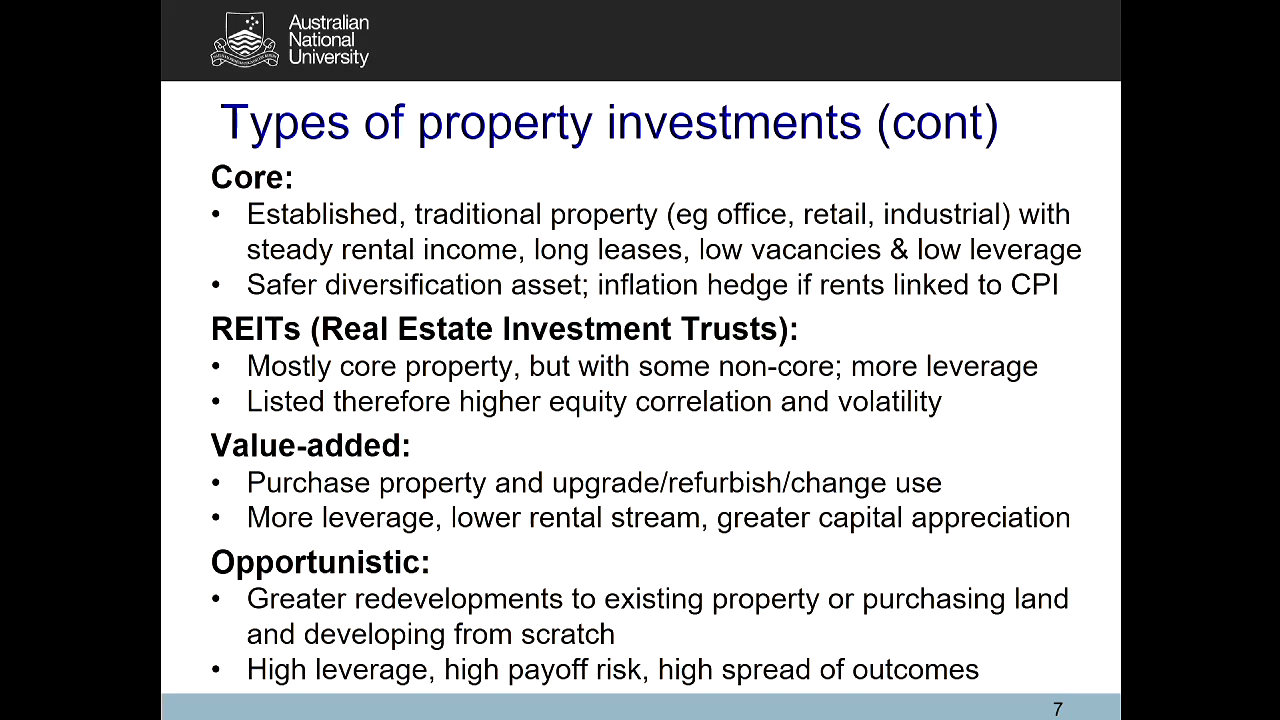 Australian
National
University
Types of property investments (cont)
Core:
• Established, traditional property (eg office, retail, industrial) with
steady rental income, long leases, low vacancies & low leverage
• Safer diversification asset; inflation hedge if rents linked to CPI
REITs (Real Estate Investment Trusts):
• Mostly core property, but with some non-core; more leverage
• Listed therefore higher equity correlation and volatility
Value-added:
• Purchase property and upgrade/refurbish/change use
• More leverage, lower rental stream, greater capital appreciation
Opportunistic:
• Greater redevelopments to existing property or purchasing land
and developing from scratch
• High leverage, high payoff risk, high spread of outcomes
7